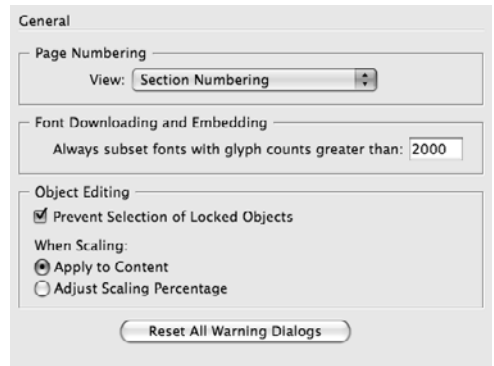 General
Page Numbering
View: Section Numbering
Font Downloading and Embedding
Always subset fonts with glyph counts greater than: 2000
Object Editing
Prevent Selection of Locked Objects
When Scaling:
Apply to Content
Adjust Scaling Percentage
Reset All Warning Dialogs